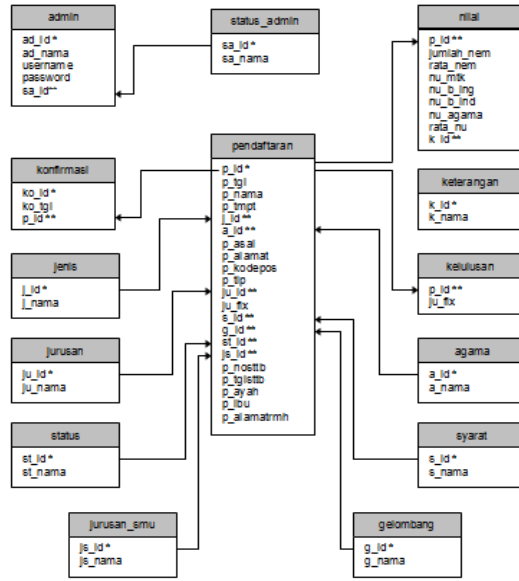 admin
ad_id*
ad_nama
username
password
sa_id**
status_admin
sa_id*
sa_nama
nilai
p_id**
jumlah_nem
rata_nem
nu_mtk
nu_b_ing
nu_b_ind
nu_agama
rata_nu
k_id**
pendaftaran
p_id*
p_tgl
p_nama
p_tmpt
j_id**
a_id**
p_asal
p_alamat
p_kodepos
p_tlp
ju_id**
ju_fix
s_id**
g_id**
st_id**
js_id**
p_nosttb
p_tglsttb
p_ayah
p_ibu
p_alamatrmh
konfirmasi
ko_id*
ko_tgl
p_id**
keterangan
k_id*
k_nama
jenis
j_id*
j_nama
kelulusan
p_id**
ju_fix
jurusan
ju_id*
ju_nama
agama
a_id*
a_nama
status
st_id*
st_nama
syarat
s_id*
s_nama
jurusan_smu
js_id*
js_nama
gelombang
g_id*
g_nama